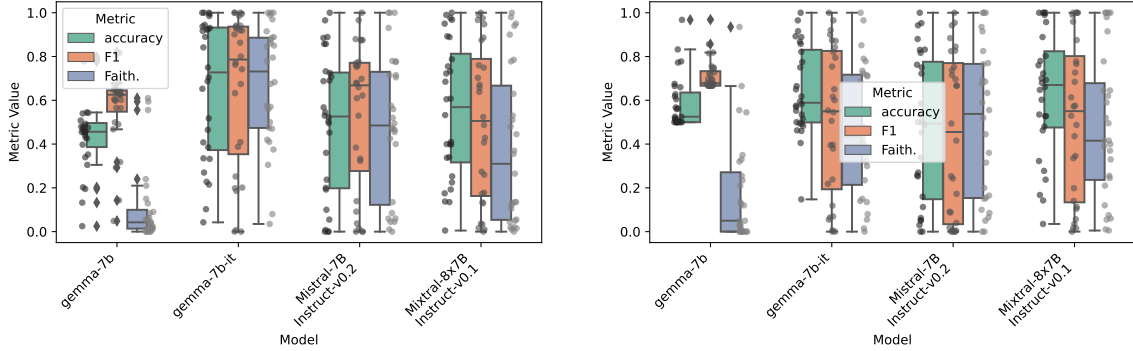 Metric
accuracy
F1
Faith.
Metric Value
1.0
0.8
0.6
0.4
0.2
0.0
gemma-7b
gemma-7b-it
Mistral-7B
Instruct-v0.2
Mixtral-8x7B
Instruct-v0.1
Model
Metric
accuracy
F1
Faith.
Metric Value
1.0
0.8
0.6
0.4
0.2
0.0
gemma-7b
gemma-7b-it
Mistral-7B
Instruct-v0.2
Mixtral-8x7B
Instruct-v0.1
Model